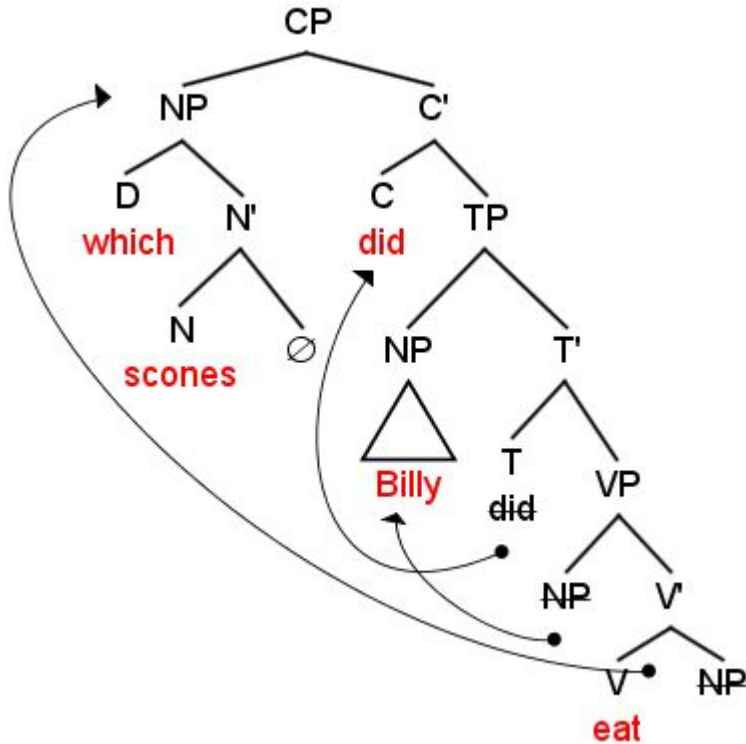 CP
NP C'
D N' C TP
which did
N ∅ NP T'
scones
Billy T VP
did
NP V'
V NP
eat